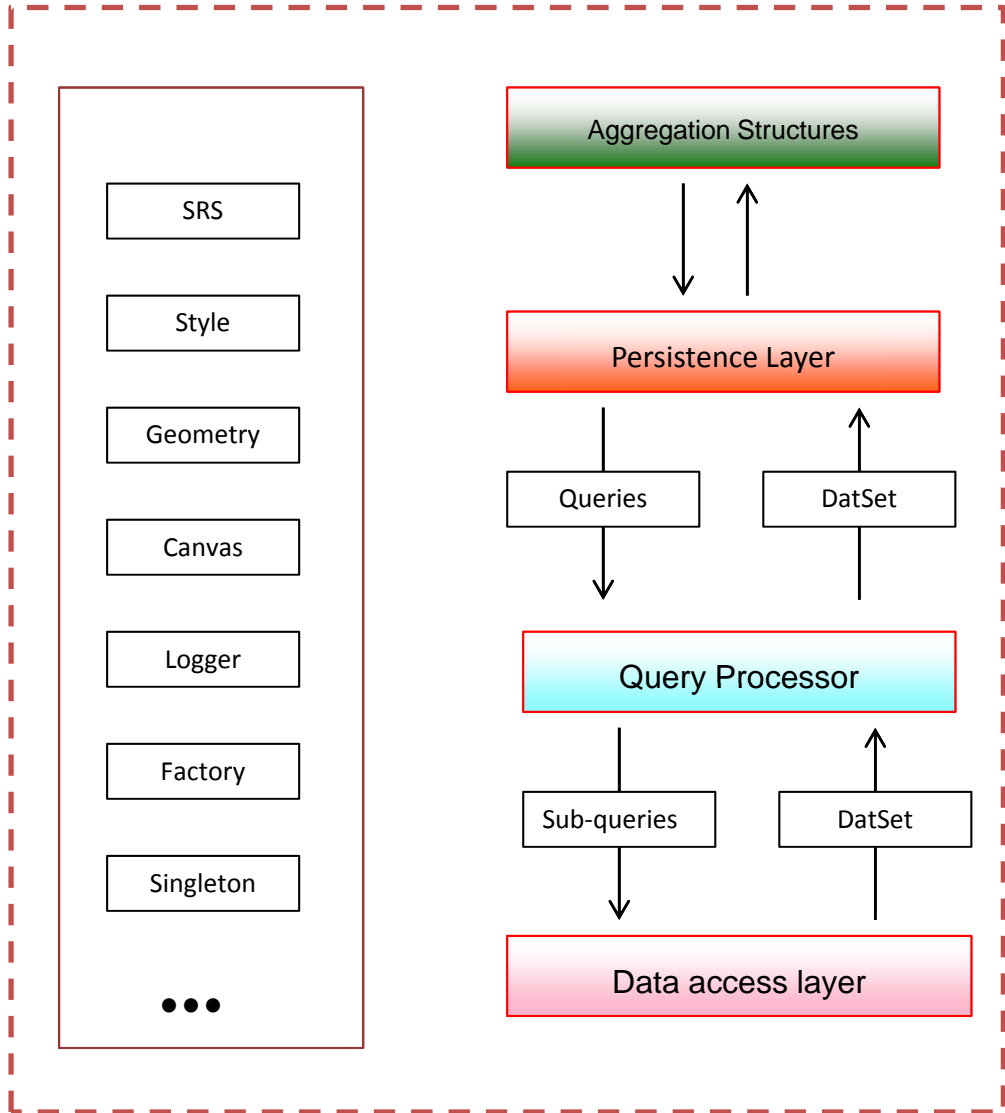 SRS
Style
Geometry
Canvas
Logger
Factory
Singleton
•••
Aggregation Structures
Persistence Layer
Queries
DatSet
Query Processor
Sub-queries
DatSet
Data access layer